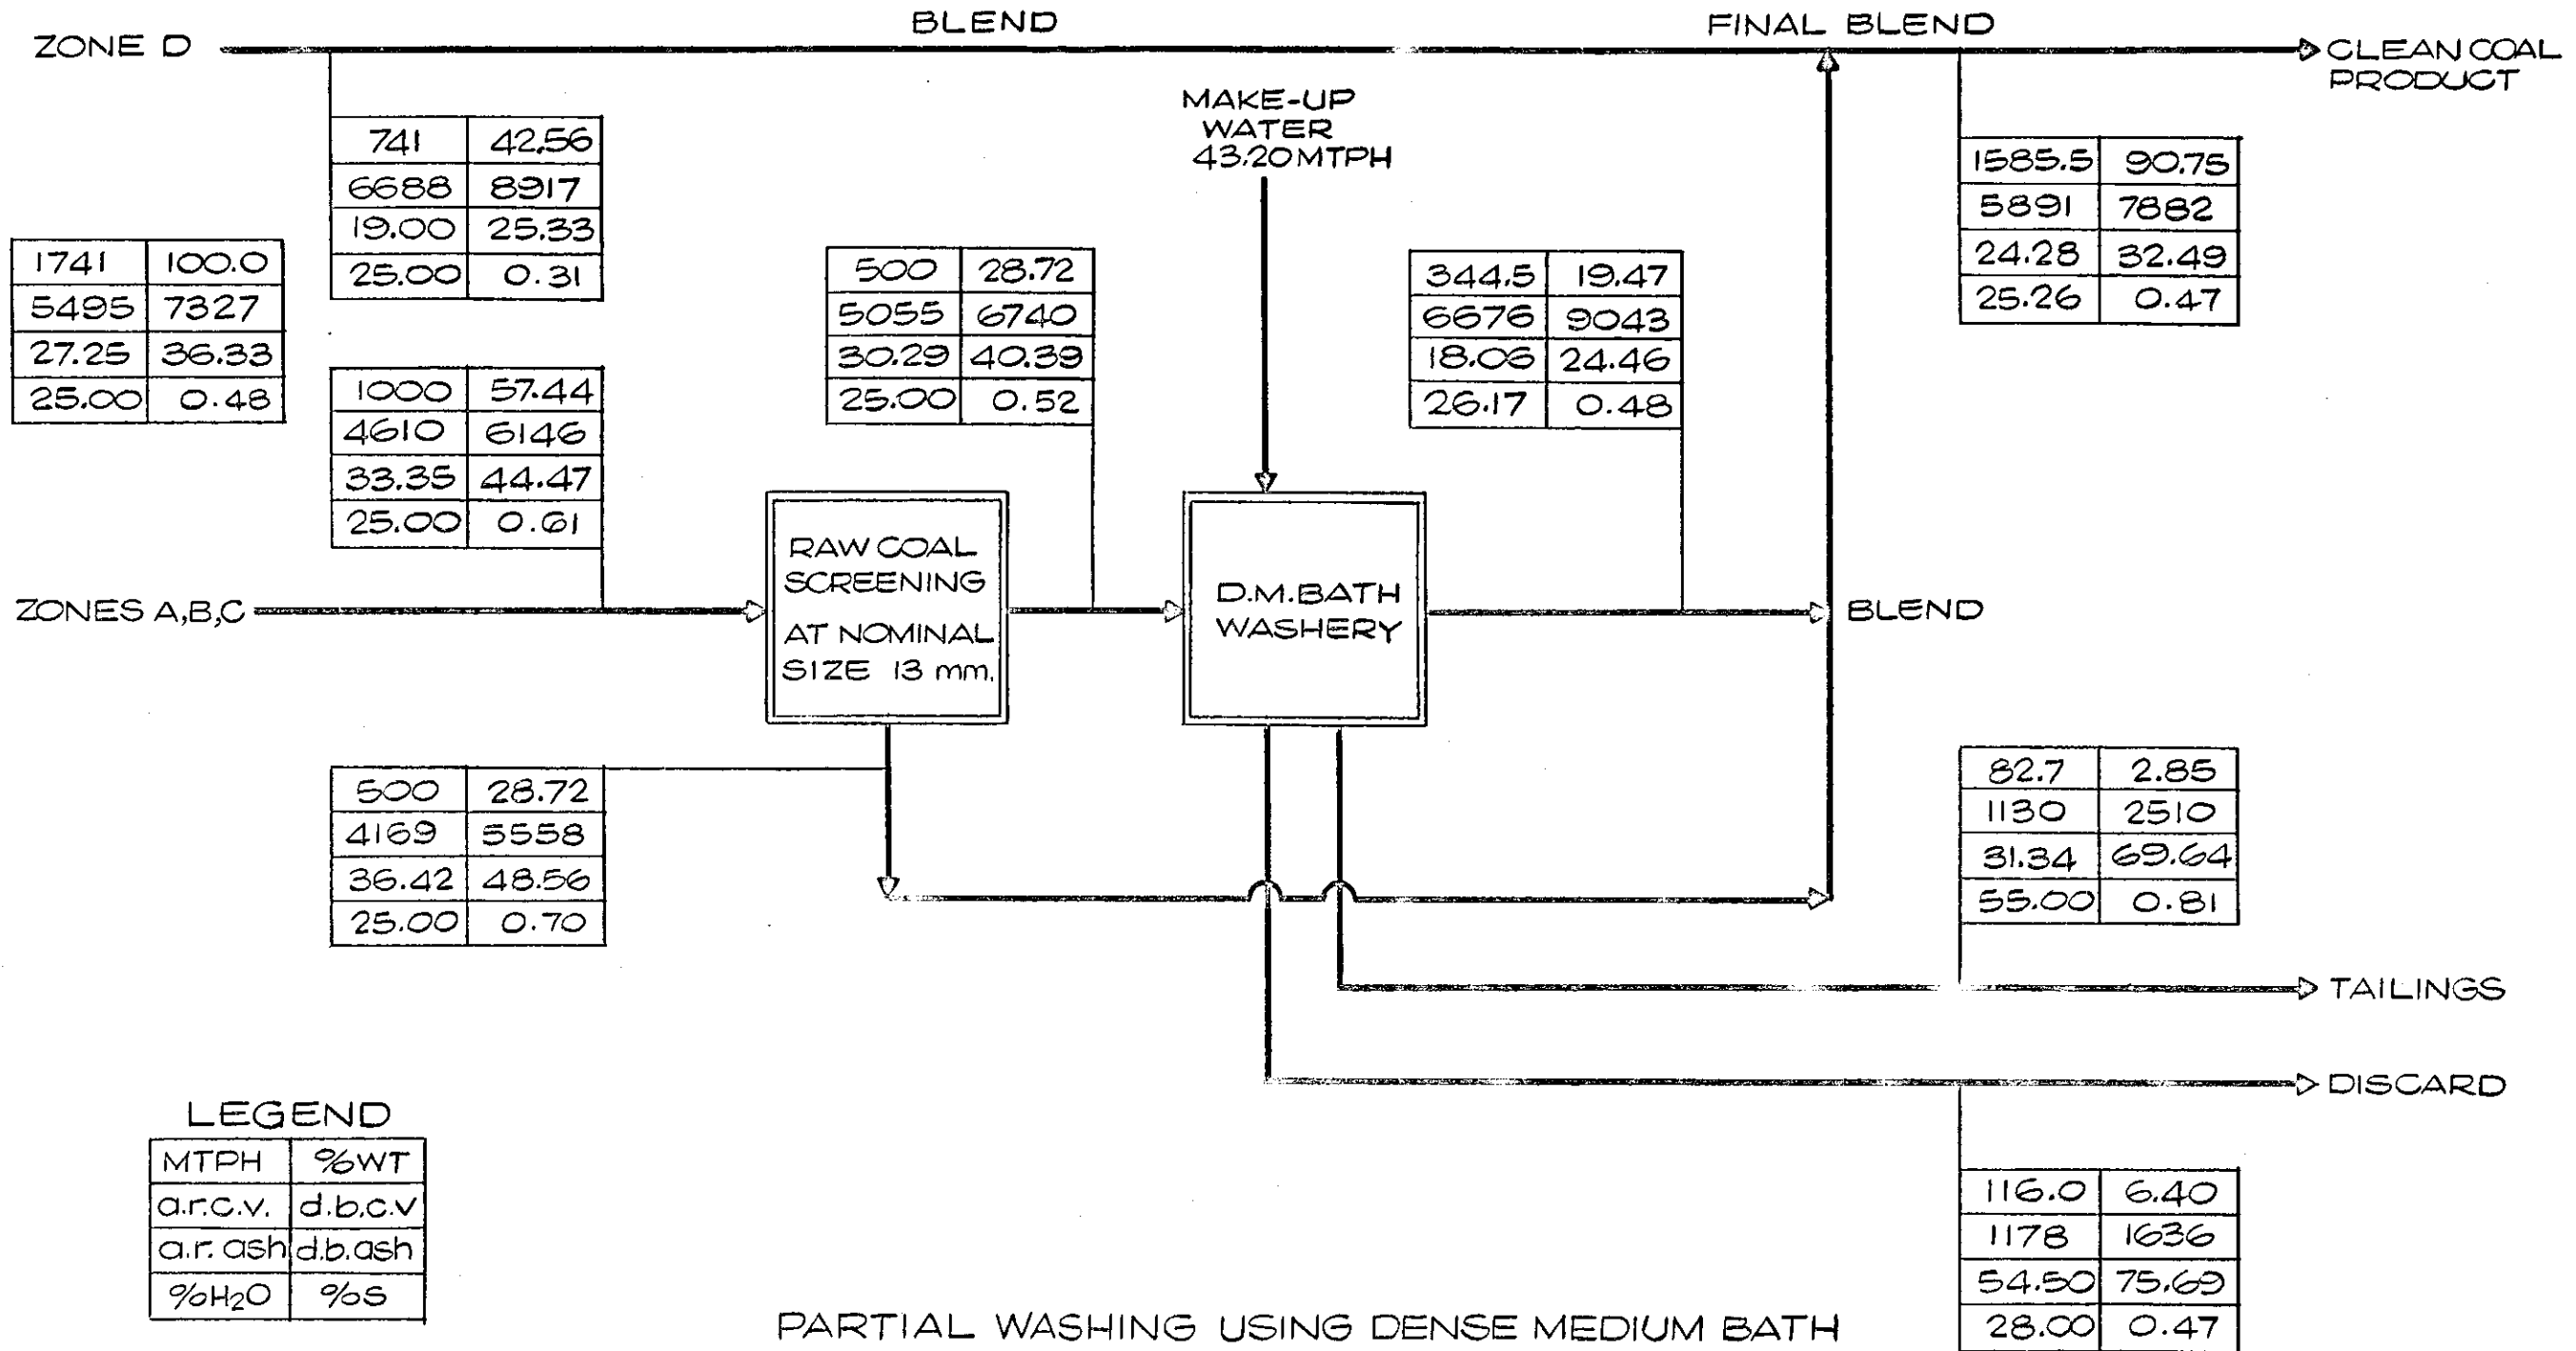 BLEND
FINAL BLEND
ZONE D
CLEAN COAL
PRODUCT
MAKE-UP
WATER
43.20 MTPH
741 42.56
6688 8917
19.00 25.33
25.00 0.31
1585.5 90.75
5891 7882
24.28 32.49
25.26 0.47
1741 100.0
5495 7327
27.25 36.33
25.00 0.48
500 28.72
5055 6740
30.29 40.39
25.00 0.52
344.5 19.47
6676 9043
18.06 24.46
26.17 0.48
1000 57.44
4610 6146
33.35 44.47
25.00 0.61
RAW COAL
SCREENING
AT NOMINAL
SIZE 13 mm.
D.M. BATH
WASHERY
ZONES A,B,C
BLEND
500 28.72
4169 5558
36.42 48.56
25.00 0.70
82.7 2.85
1130 2510
31.34 69.64
55.00 0.81
TAILINGS
DISCARD
LEGEND
MTPH %WT
a.r.c.v. d.b.c.v
a.r. ash d.b.ash
%H₂O %S
116.0 6.40
1178 1636
54.50 75.69
28.00 0.47
PARTIAL WASHING USING DENSE MEDIUM BATH